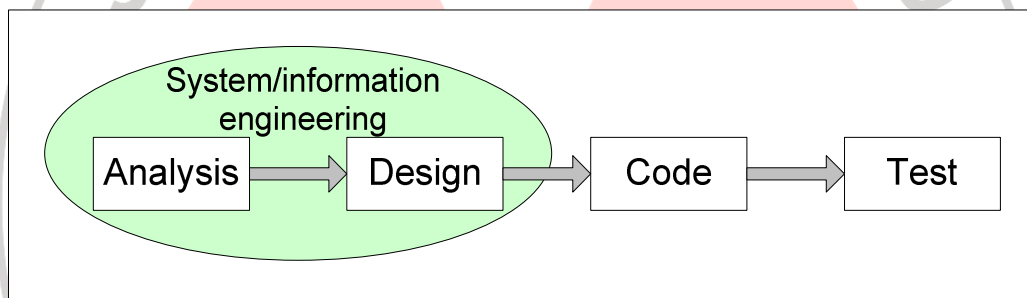 System/information
engineering
Analysis
Design
Code
Test